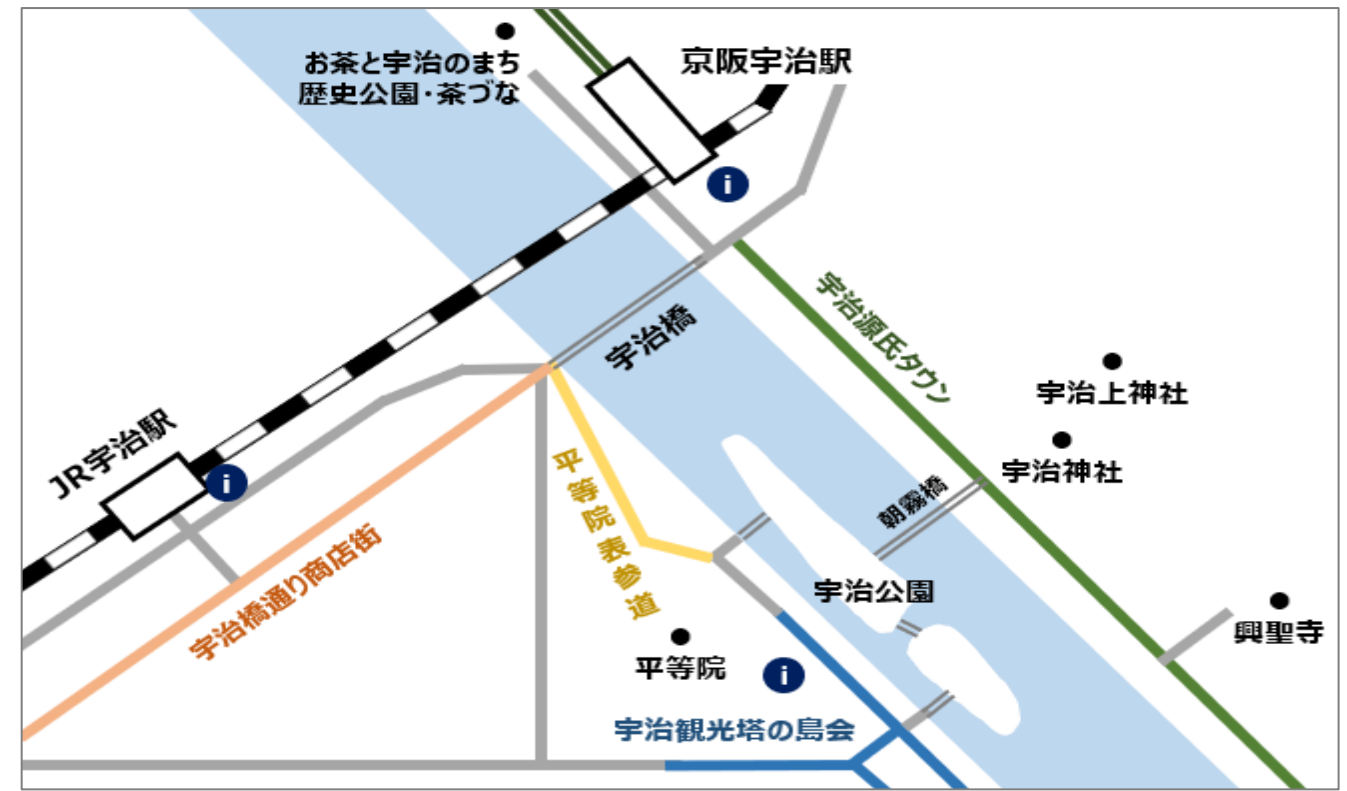 京阪宇治駅
お茶と宇治のまち
歴史公園・茶づな
i
宇治橋
宇治源氏タウン
宇治上神社
宇治神社
JR宇治駅
i
平等院表参道
朝霧橋
宇治橋通り商店街
宇治公園
興聖寺
平等院
i
宇治観光塔の島会